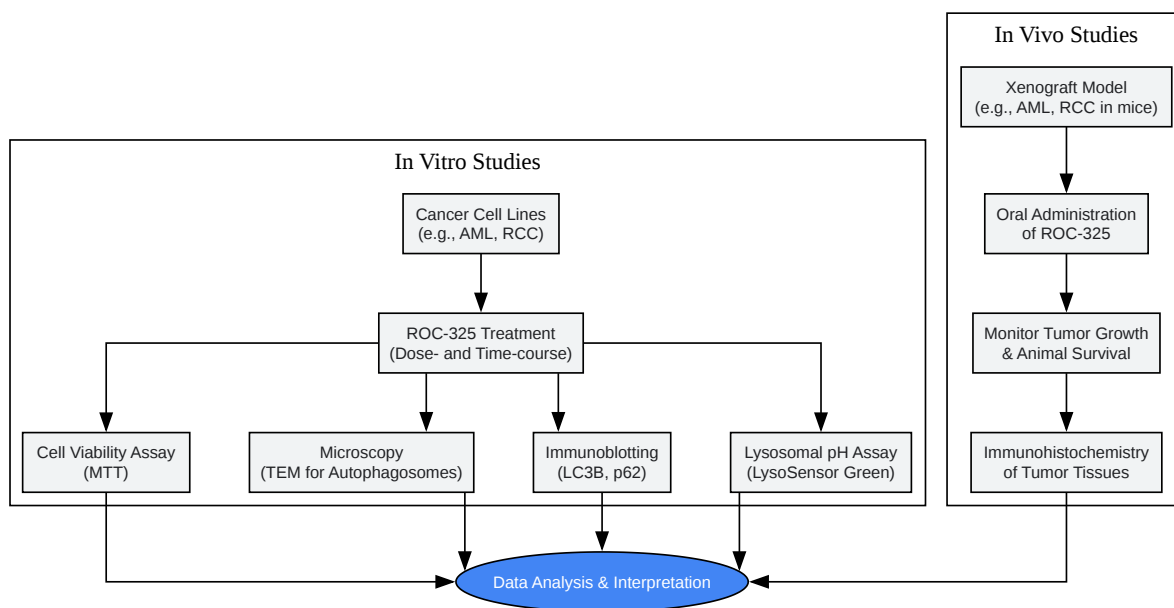 In Vitro Studies
Cancer Cell Lines
(e.g., AML, RCC)
ROC-325 Treatment
(Dose- and Time-course)
Cell Viability Assay
(MTT)
Microscopy
(TEM for Autophagosomes)
Immunoblotting
(LC3B, p62)
Lysosomal pH Assay
(LysoSensor Green)
In Vivo Studies
Xenograft Model
(e.g., AML, RCC in mice)
Oral Administration
of ROC-325
Monitor Tumor Growth
& Animal Survival
Immunohistochemistry
of Tumor Tissues
Data Analysis & Interpretation